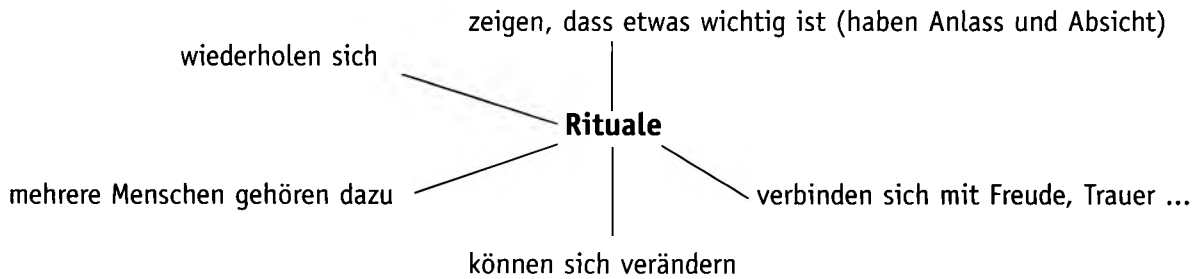 zeigen, dass etwas wichtig ist (haben Anlass und Absicht)
wiederholen sich
Rituale
mehrere Menschen gehören dazu
verbinden sich mit Freude, Trauer ...
können sich verändern